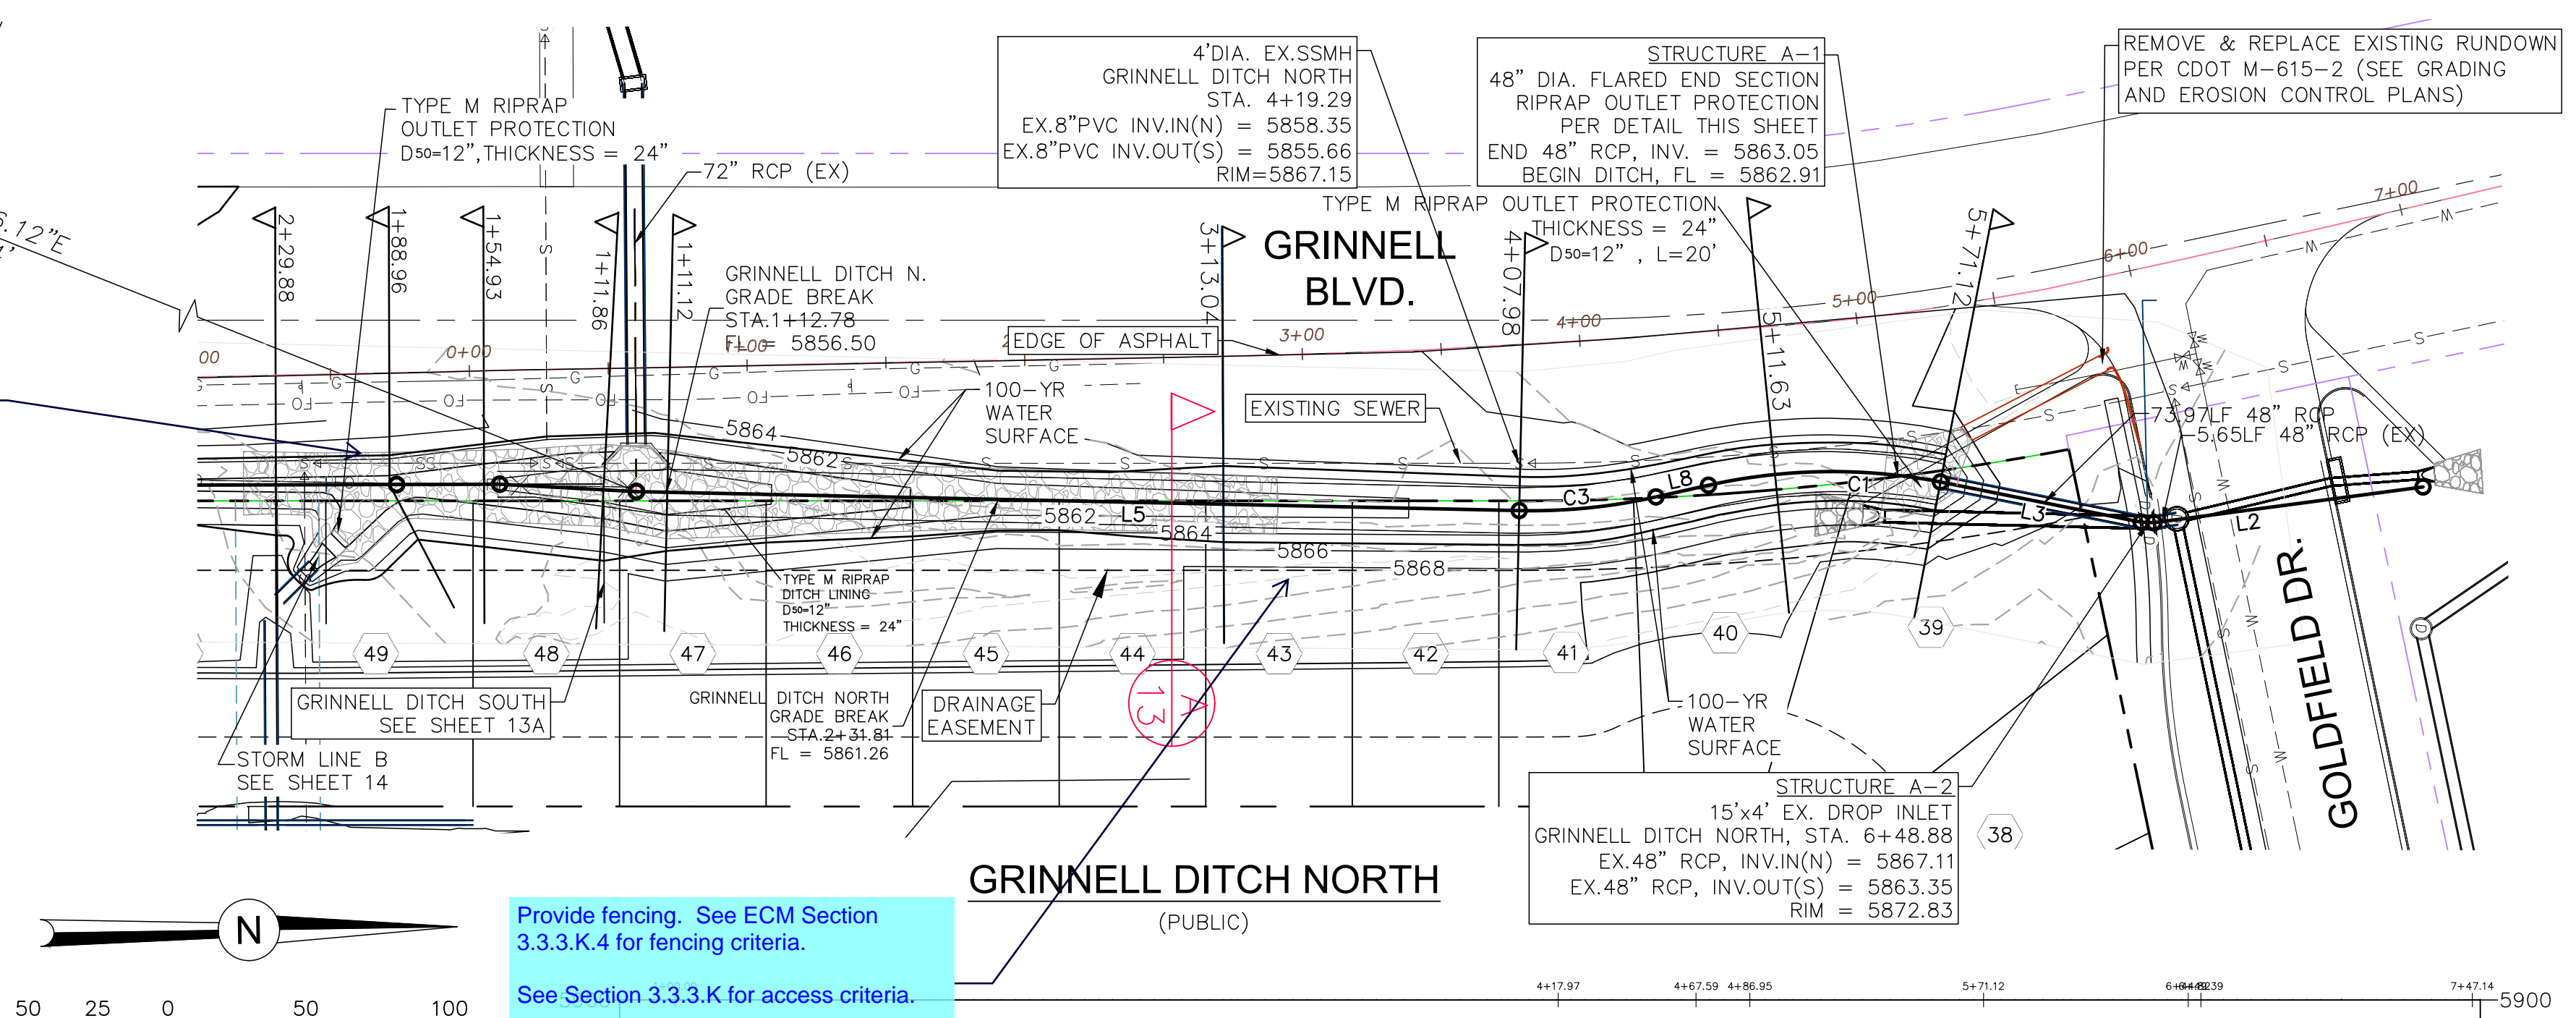 4'DIA. EX.SSMH
GRINNELL DITCH NORTH
STA. 4+19.29
EX.8"PVC INV.IN(N) = 5858.35
EX.8"PVC INV.OUT(S) = 5855.66
RIM=5867.15
STRUCTURE A-1
48" DIA. FLARED END SECTION
RIPRAP OUTLET PROTECTION
PER DETAIL THIS SHEET
END 48" RCP, INV. = 5863.05
BEGIN DITCH, FL = 5862.91
REMOVE & REPLACE EXISTING RUNDOWN
PER CDOT M-615-2 (SEE GRADING
AND EROSION CONTROL PLANS)
TYPE M RIPRAP
OUTLET PROTECTION
D50=12",THICKNESS = 24"
72" RCP (EX)
TYPE M RIPRAP OUTLET PROTECTION
THICKNESS = 24"
D50=12" , L=20'
6.12"E
2+29.88
1+88.96
1+54.93
1+11.86
1+11.12
3+13.04
4+07.98
5+11.63
5+71.12
GRINNELL
BLVD.
GRINNELL DITCH N.
GRADE BREAK
STA.1+12.78
FL = 5856.50
EDGE OF ASPHALT
00
0+00
1+00
2
3+00
4+00
5+00
6+00
7+00
100-YR
WATER
SURFACE
EXISTING SEWER
73.97LF 48" RCP
5.65LF 48" RCP (EX)
5864
5862
5862
L5
5864
5866
5868
C3
L8
C1
L3
L2
TYPE M RIPRAP
DITCH LINING
D50=12"
THICKNESS = 24"
49
48
47
46
45
44
43
42
41
40
39
38
GRINNELL DITCH SOUTH
SEE SHEET 13A
GRINNELL DITCH NORTH
GRADE BREAK
STA.2+31.81
FL = 5861.26
DRAINAGE
EASEMENT
A
13
100-YR
WATER
SURFACE
STORM LINE B
SEE SHEET 14
STRUCTURE A-2
15'x4' EX. DROP INLET
GRINNELL DITCH NORTH, STA. 6+48.88
EX.48" RCP, INV.IN(N) = 5867.11
EX.48" RCP, INV.OUT(S) = 5863.35
RIM = 5872.83
GOLDFIELD DR.
GRINNELL DITCH NORTH
(PUBLIC)
N
Provide fencing. See ECM Section
3.3.3.K.4 for fencing criteria.
See Section 3.3.3.K for access criteria.
50 25 0 50 100
4+17.97 4+67.59 4+86.95 5+71.12 7+47.14
5900